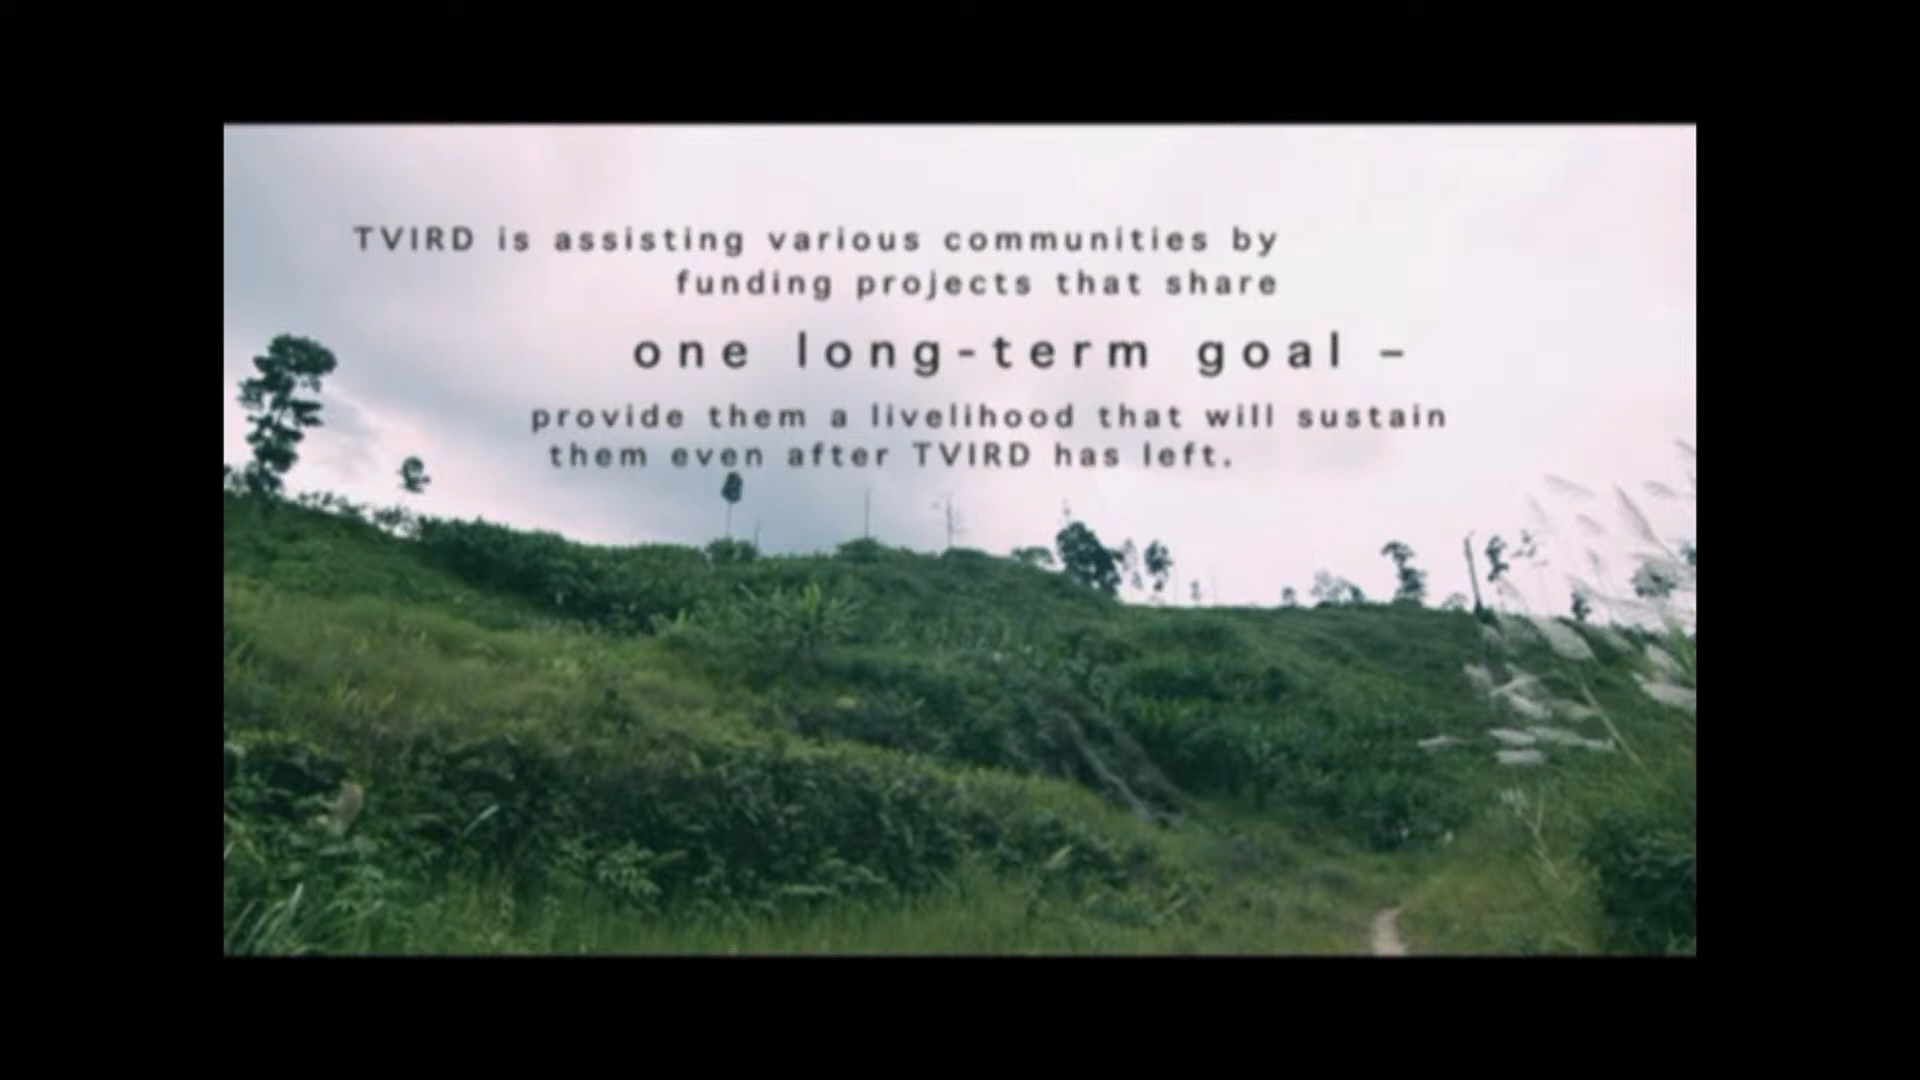 TVIRD is assisting various communities by
funding projects that share
one long-term goal –
provide them a livelihood that will sustain
them even after TVIRD has left.